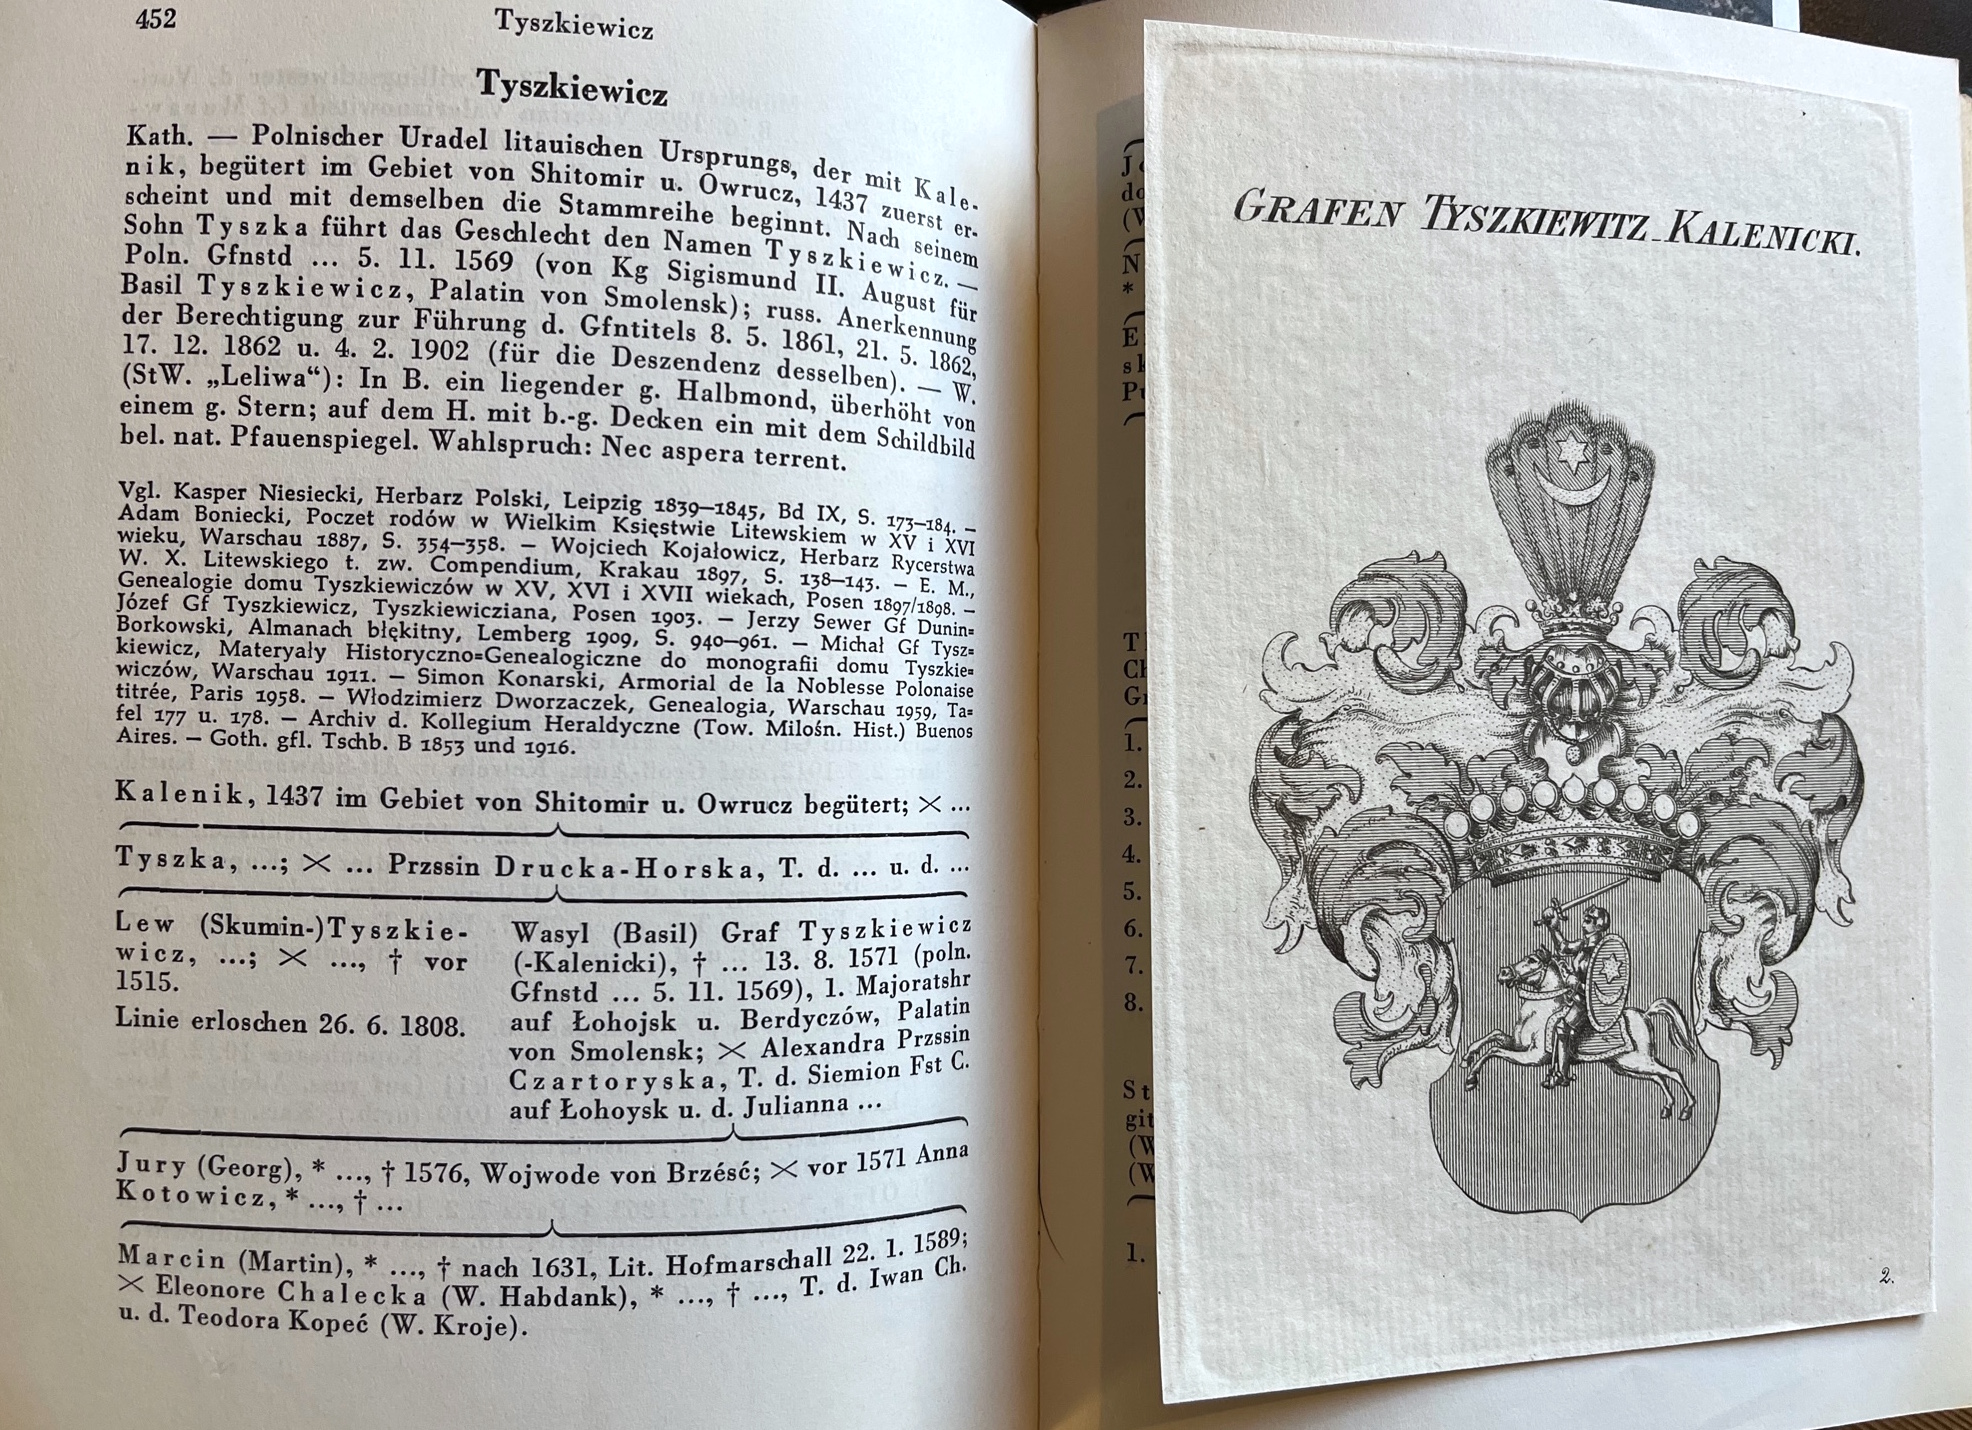 452
Tyszkiewicz
Tyszkiewicz
Kath. — Polnischer Uradel litauischen Ursprungs, der mit Kale-
nik, begütert im Gebiet von Shitomir u. Owrucz, 1437 zuerst er-
scheint und mit demselben die Stammreihe beginnt. Nach seinem
Sohn Tyszka führt das Geschlecht den Namen Tyszkiewicz. —
Poln. Gfnstd ... 5. 11. 1569 (von Kg Sigismund II. August für
Basil Tyszkiewicz, Palatin von Smolensk); russ. Anerkennung
der Berechtigung zur Führung d. Gfntitels 8. 5. 1861, 21. 5. 1862,
17. 12. 1862 u. 4. 2. 1902 (für die Deszendenz desselben). — W.
(StW. „Leliwa“): In B. ein liegender g. Halbmond, überhöht von
einem g. Stern; auf dem H. mit b.-g. Decken ein mit dem Schildbild
bel. nat. Pfauenspiegel. Wahlspruch: Nec aspera terrent.
Vgl. Kasper Niesiecki, Herbarz Polski, Leipzig 1839–1845, Bd IX, S. 173–184. –
Adam Boniecki, Poczet rodów w Wielkim Księstwie Litewskiem w XV i XVI
wieku, Warschau 1887, S. 354–358. – Wojciech Kojałowicz, Herbarz Rycerstwa
W. X. Litewskiego t. zw. Compendium, Krakau 1897, S. 138–143. – E. M.,
Genealogie domu Tyszkiewiczów w XV, XVI i XVII wiekach, Posen 1897/1898. –
Józef Gf Tyszkiewicz, Tyszkiewicziana, Posen 1903. – Jerzy Sewer Gf Dunin=
Borkowski, Almanach błękitny, Lemberg 1909, S. 940–961. – Michał Gf Tysz=
kiewicz, Materyały Historyczno=Genealogiczne do monografii domu Tyszkie=
wiczów, Warschau 1911. – Simon Konarski, Armorial de la Noblesse Polonaise
titrée, Paris 1958. – Włodzimierz Dworzaczek, Genealogia, Warschau 1959, Ta=
fel 177 u. 178. – Archiv d. Kollegium Heraldyczne (Tow. Milośn. Hist.) Buenos
Aires. – Goth. gfl. Tschb. B 1853 und 1916.
Kalenik, 1437 im Gebiet von Shitomir u. Owrucz begütert; ⚔ ...
Tyszka, ...; ⚔ ... Przssin Drucka-Horska, T. d. ... u. d. ...
Lew (Skumin-)Tyszkie-
wicz, ...; ⚔ ..., † vor
1515.
Linie erloschen 26. 6. 1808.
Wasyl (Basil) Graf Tyszkiewicz
(-Kalenicki), † ... 13. 8. 1571 (poln.
Gfnstd ... 5. 11. 1569), 1. Majoratshr
auf Łohojsk u. Berdyczów, Palatin
von Smolensk; ⚔ Alexandra Przssin
Czartoryska, T. d. Siemion Fst C.
auf Łohoysk u. d. Julianna ...
Jury (Georg), * ..., † 1576, Wojwode von Brzésć; ⚔ vor 1571 Anna
Kotowicz, * ..., † ...
Marcin (Martin), * ..., † nach 1631, Lit. Hofmarschall 22. 1. 1589;
⚔ Eleonore Chalecka (W. Habdank), * ..., † ..., T. d. Iwan Ch.
u. d. Teodora Kopeć (W. Kroje).
(
N
*
E
T
1.
2.
3.
4.
5.
6.
7.
8.
St
git
1.
GRAFEN TYSZKIEWITZ-KALENICKI.
2.